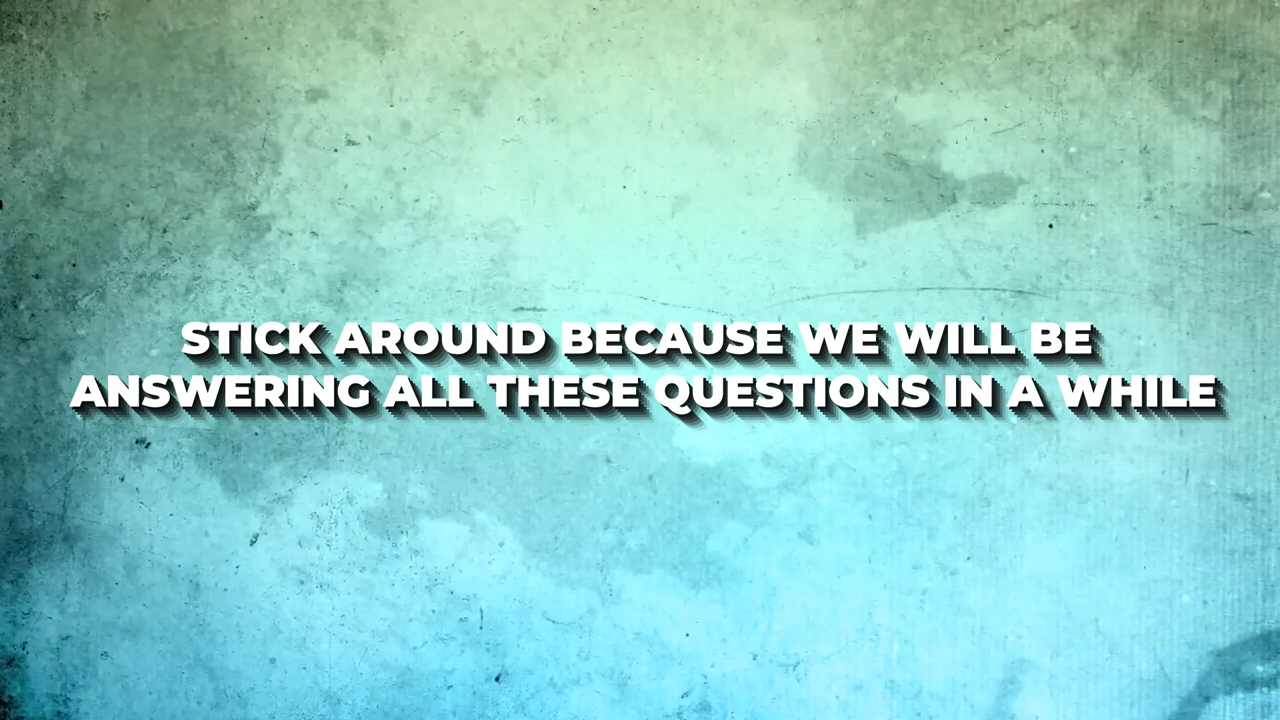 STICK AROUND BECAUSE WE WILL BE
ANSWERING ALL THESE QUESTIONS IN A WHILE